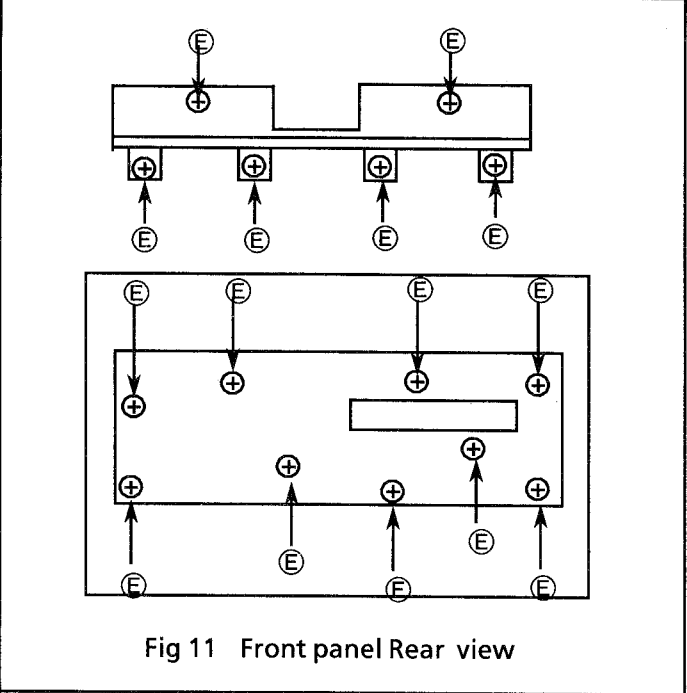 Ⓔ Ⓔ
Ⓔ Ⓔ Ⓔ Ⓔ
Ⓔ Ⓔ Ⓔ Ⓔ
Ⓔ
Ⓔ
Ⓔ Ⓔ Ⓔ
Fig 11 Front panel Rear view